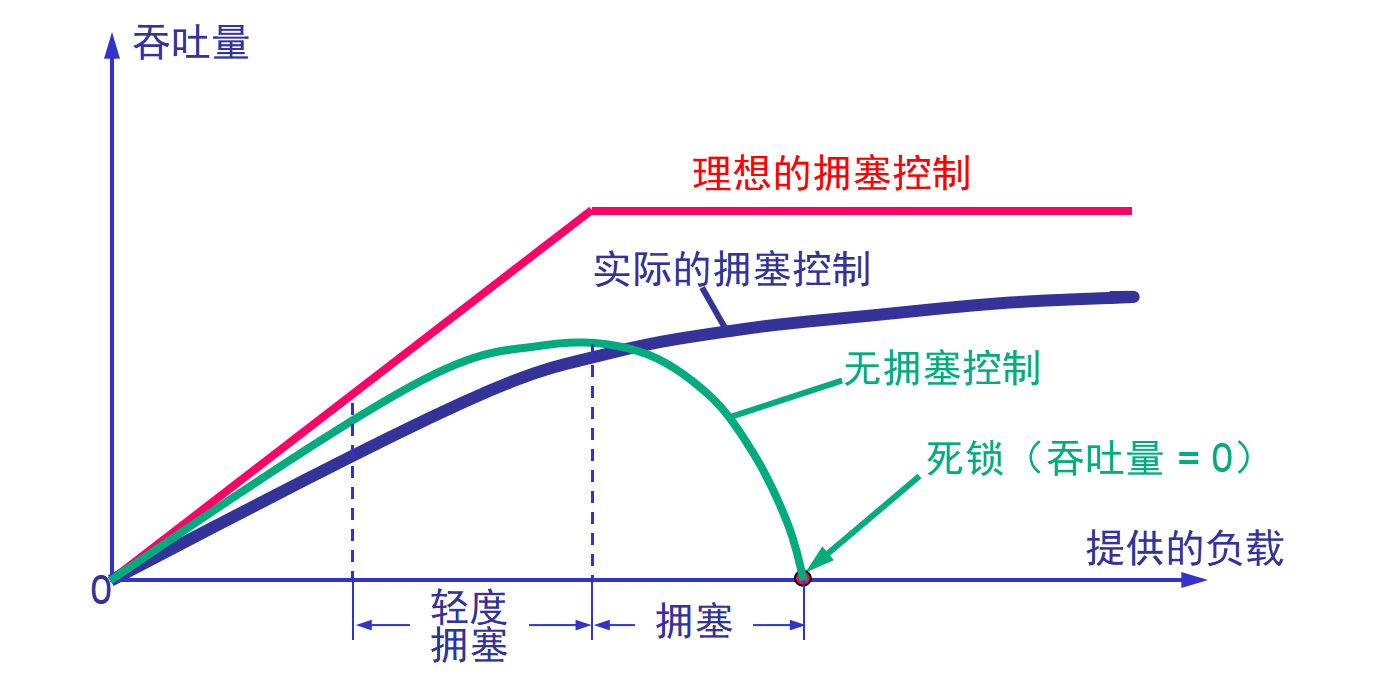 吞吐量
理想的拥塞控制
实际的拥塞控制
无拥塞控制
死锁（吞吐量 = 0）
提供的负载
0
轻度
拥塞
拥塞